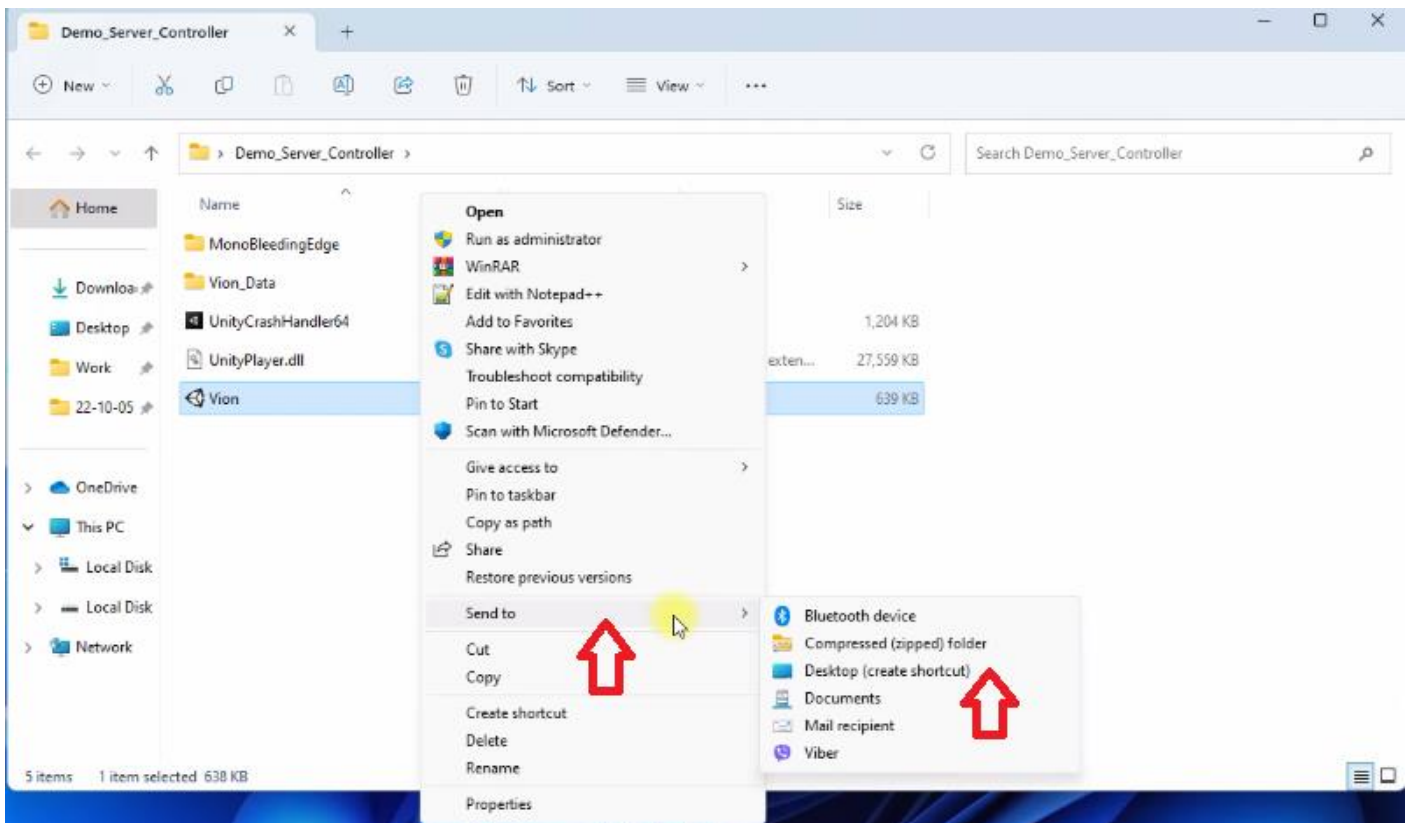 Demo_Server_Controller
New
Sort
View
Demo_Server_Controller
Search Demo_Server_Controller
Home
Downloa
Desktop
Work
22-10-05
OneDrive
This PC
Local Disk
Local Disk
Network
Name
Size
MonoBleedingEdge
Vion_Data
UnityCrashHandler64
1,204 KB
UnityPlayer.dll
exten...
27,559 KB
Vion
639 KB
Open
Run as administrator
WinRAR
Edit with Notepad++
Add to Favorites
Share with Skype
Troubleshoot compatibility
Pin to Start
Scan with Microsoft Defender...
Give access to
Pin to taskbar
Copy as path
Share
Restore previous versions
Send to
Cut
Copy
Create shortcut
Delete
Rename
Properties
Bluetooth device
Compressed (zipped) folder
Desktop (create shortcut)
Documents
Mail recipient
Viber
5 items
1 item selected 638 KB